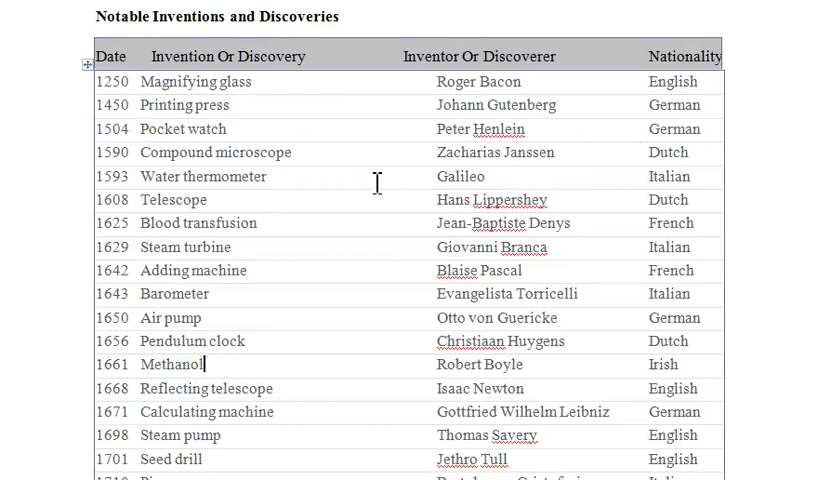 Notable Inventions and Discoveries
Date Invention Or Discovery Inventor Or Discoverer Nationality
1250 Magnifying glass Roger Bacon English
1450 Printing press Johann Gutenberg German
1504 Pocket watch Peter Henlein German
1590 Compound microscope Zacharias Janssen Dutch
1593 Water thermometer Galileo Italian
1608 Telescope Hans Lippershey Dutch
1625 Blood transfusion Jean-Baptiste Denys French
1629 Steam turbine Giovanni Branca Italian
1642 Adding machine Blaise Pascal French
1643 Barometer Evangelista Torricelli Italian
1650 Air pump Otto von Guericke German
1656 Pendulum clock Christiaan Huygens Dutch
1661 Methanol Robert Boyle Irish
1668 Reflecting telescope Isaac Newton English
1671 Calculating machine Gottfried Wilhelm Leibniz German
1698 Steam pump Thomas Savery English
1701 Seed drill Jethro Tull English